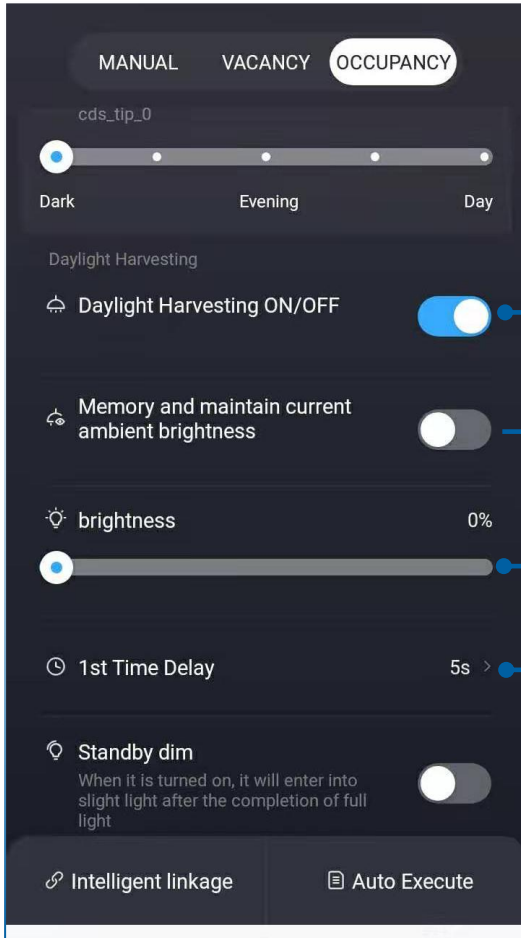 MANUAL VACANCY OCCUPANCY
cds_tip_0
Dark Evening Day
Daylight Harvesting
Daylight Harvesting ON/OFF
Memory and maintain current
ambient brightness
brightness 0%
1st Time Delay 5s
Standby dim
When it is turned on, it will enter into
slight light after the completion of full
light
Intelligent linkage Auto Execute